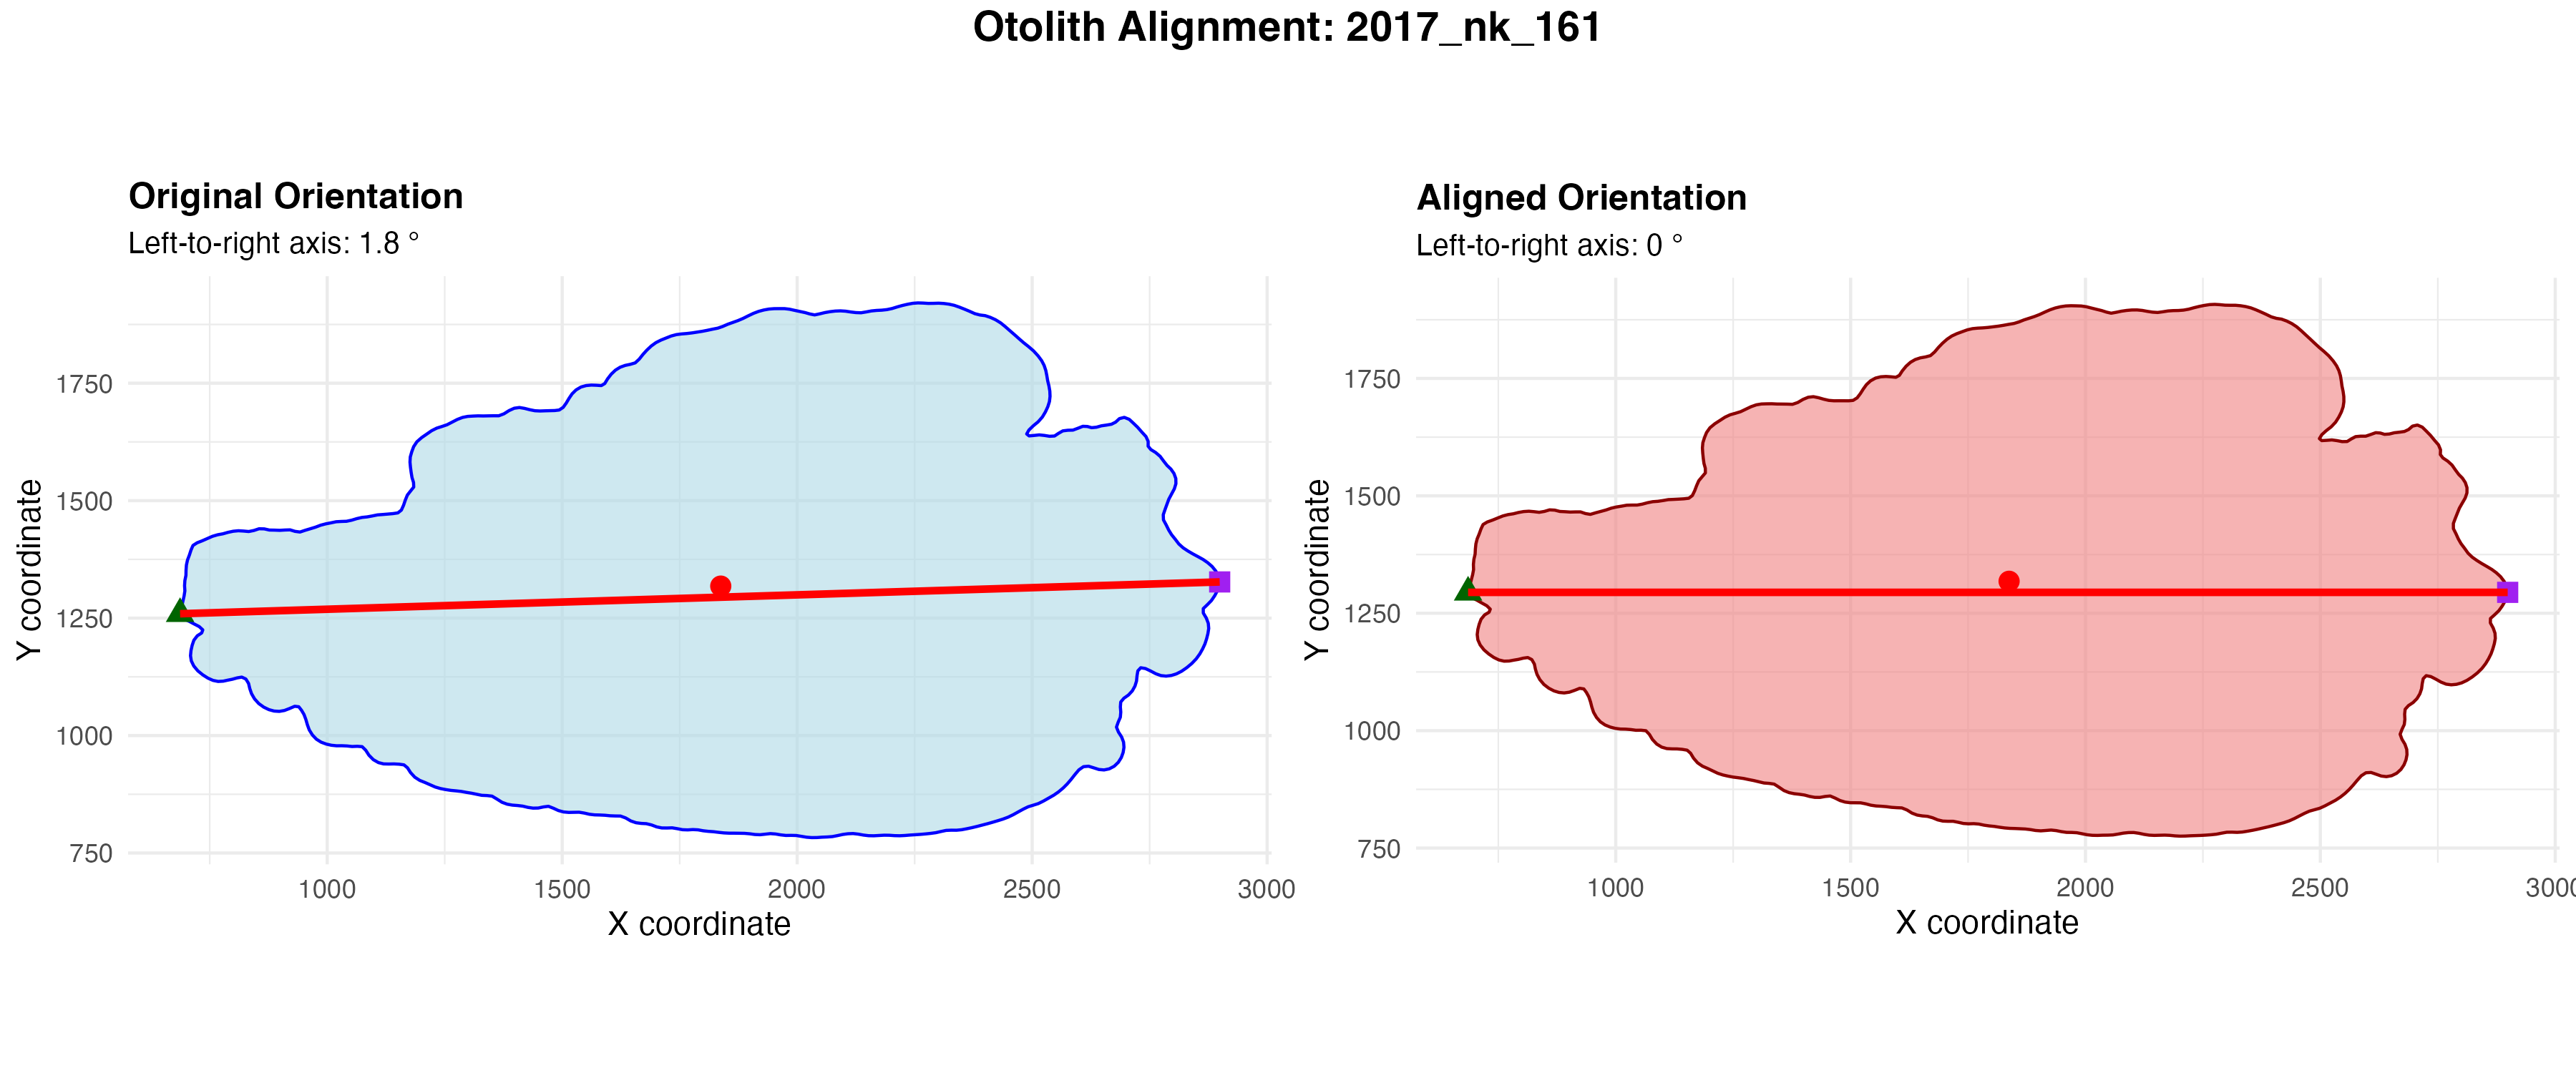 Otolith Alignment: 2017_nk_161
Original Orientation
Left-to-right axis: 1.8 °
Y coordinate
1750
1500
1250
1000
750
1000 1500 2000 2500 3000
X coordinate
Aligned Orientation
Left-to-right axis: 0 °
Y coordinate
1750
1500
1250
1000
750
1000 1500 2000 2500 3000
X coordinate